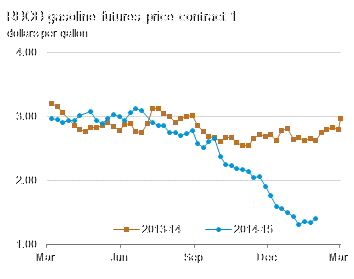 RBOB gasoline futures price contract 1
dollars per gallon
4.00
3.00
2.00
1.00
2013-14
2014-15
Mar
Jun
Sep
Dec
Mar